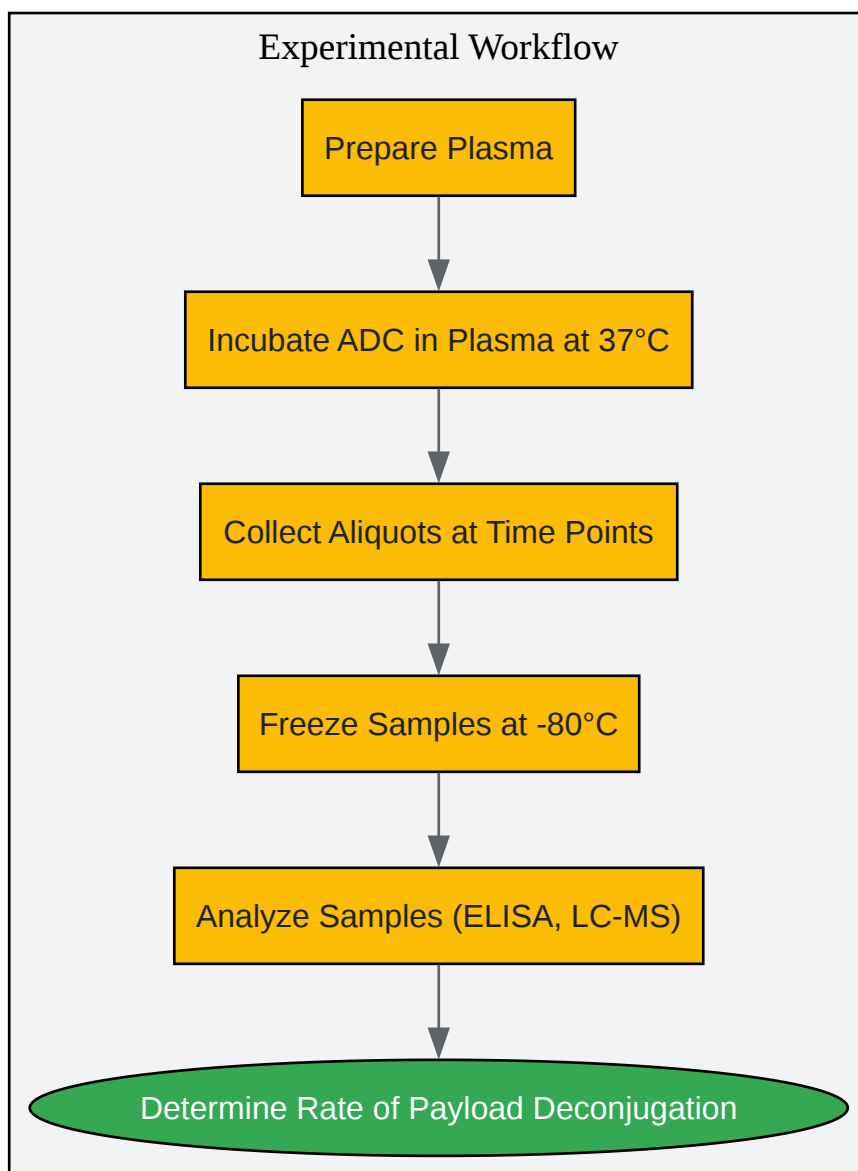 Experimental Workflow
Prepare Plasma
Incubate ADC in Plasma at 37°C
Collect Aliquots at Time Points
Freeze Samples at -80°C
Analyze Samples (ELISA, LC-MS)
Determine Rate of Payload Deconjugation